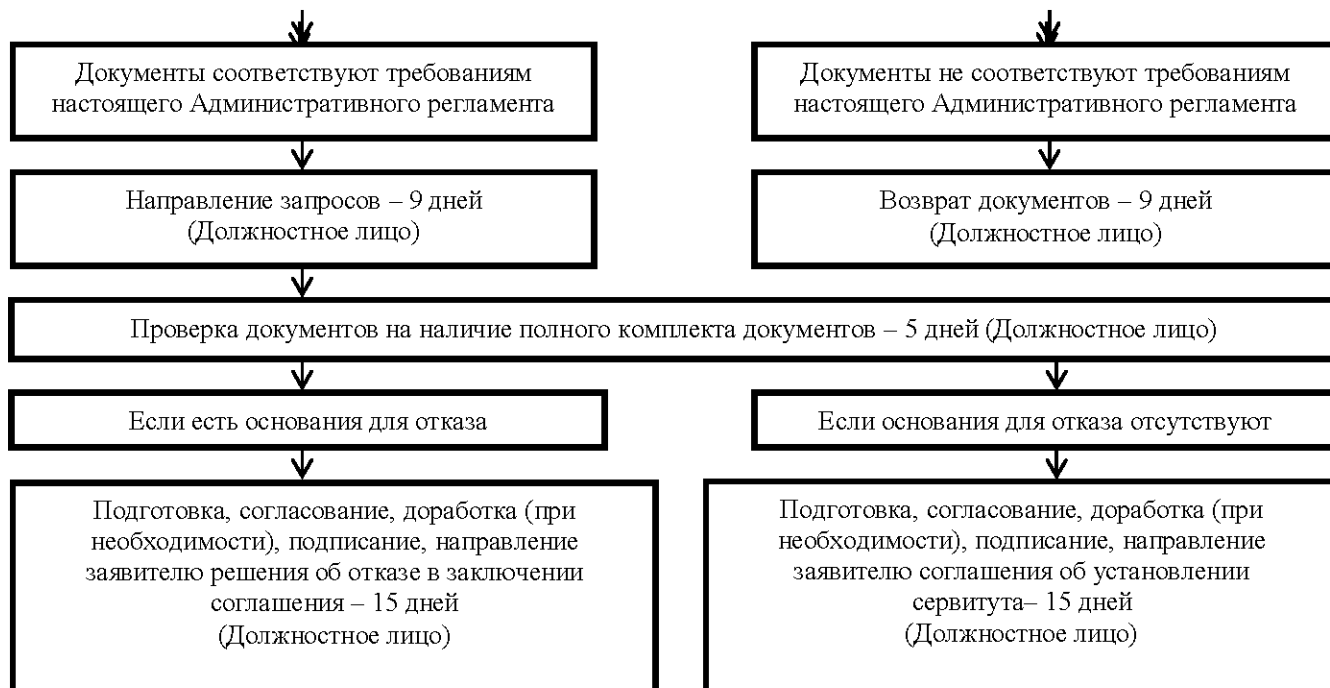 Документы соответствуют требованиям
настоящего Административного регламента
Документы не соответствуют требованиям
настоящего Административного регламента
Направление запросов – 9 дней
(Должностное лицо)
Возврат документов – 9 дней
(Должностное лицо)
Проверка документов на наличие полного комплекта документов – 5 дней (Должностное лицо)
Если есть основания для отказа
Если основания для отказа отсутствуют
Подготовка, согласование, доработка (при
необходимости), подписание, направление
заявителю решения об отказе в заключении
соглашения – 15 дней
(Должностное лицо)
Подготовка, согласование, доработка (при
необходимости), подписание, направление
заявителю соглашения об установлении
сервитута– 15 дней
(Должностное лицо)